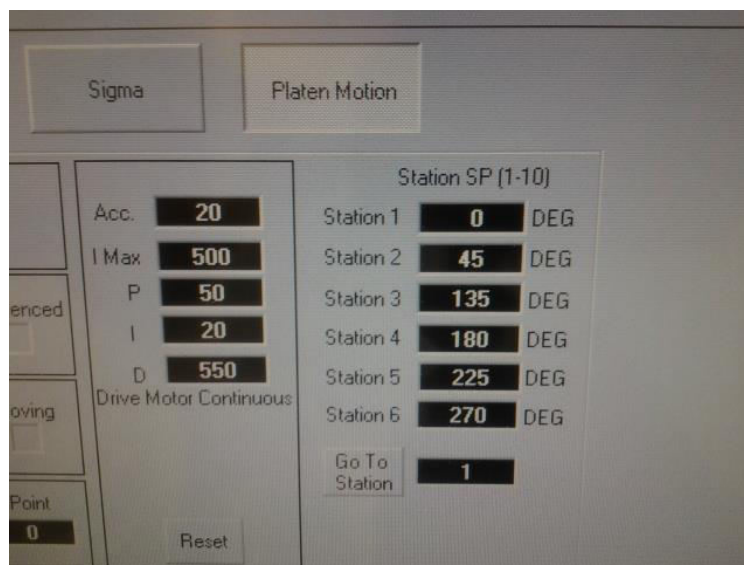 Sigma
Platen Motion
Station SP (1-10)
Acc. 20
I Max 500
P 50
I 20
D 550
Drive Motor Continuous
Reset
Station 1 0 DEG
Station 2 45 DEG
Station 3 135 DEG
Station 4 180 DEG
Station 5 225 DEG
Station 6 270 DEG
Go To
Station
1
enced
oving
Point
0